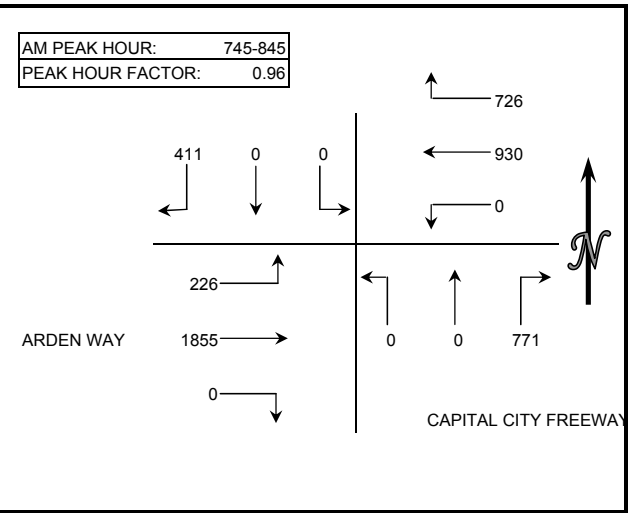 AM PEAK HOUR: 745-845
PEAK HOUR FACTOR: 0.96
726
411 0 0 930
0
N
226
ARDEN WAY 1855 0 0 771
0
CAPITAL CITY FREEWAY